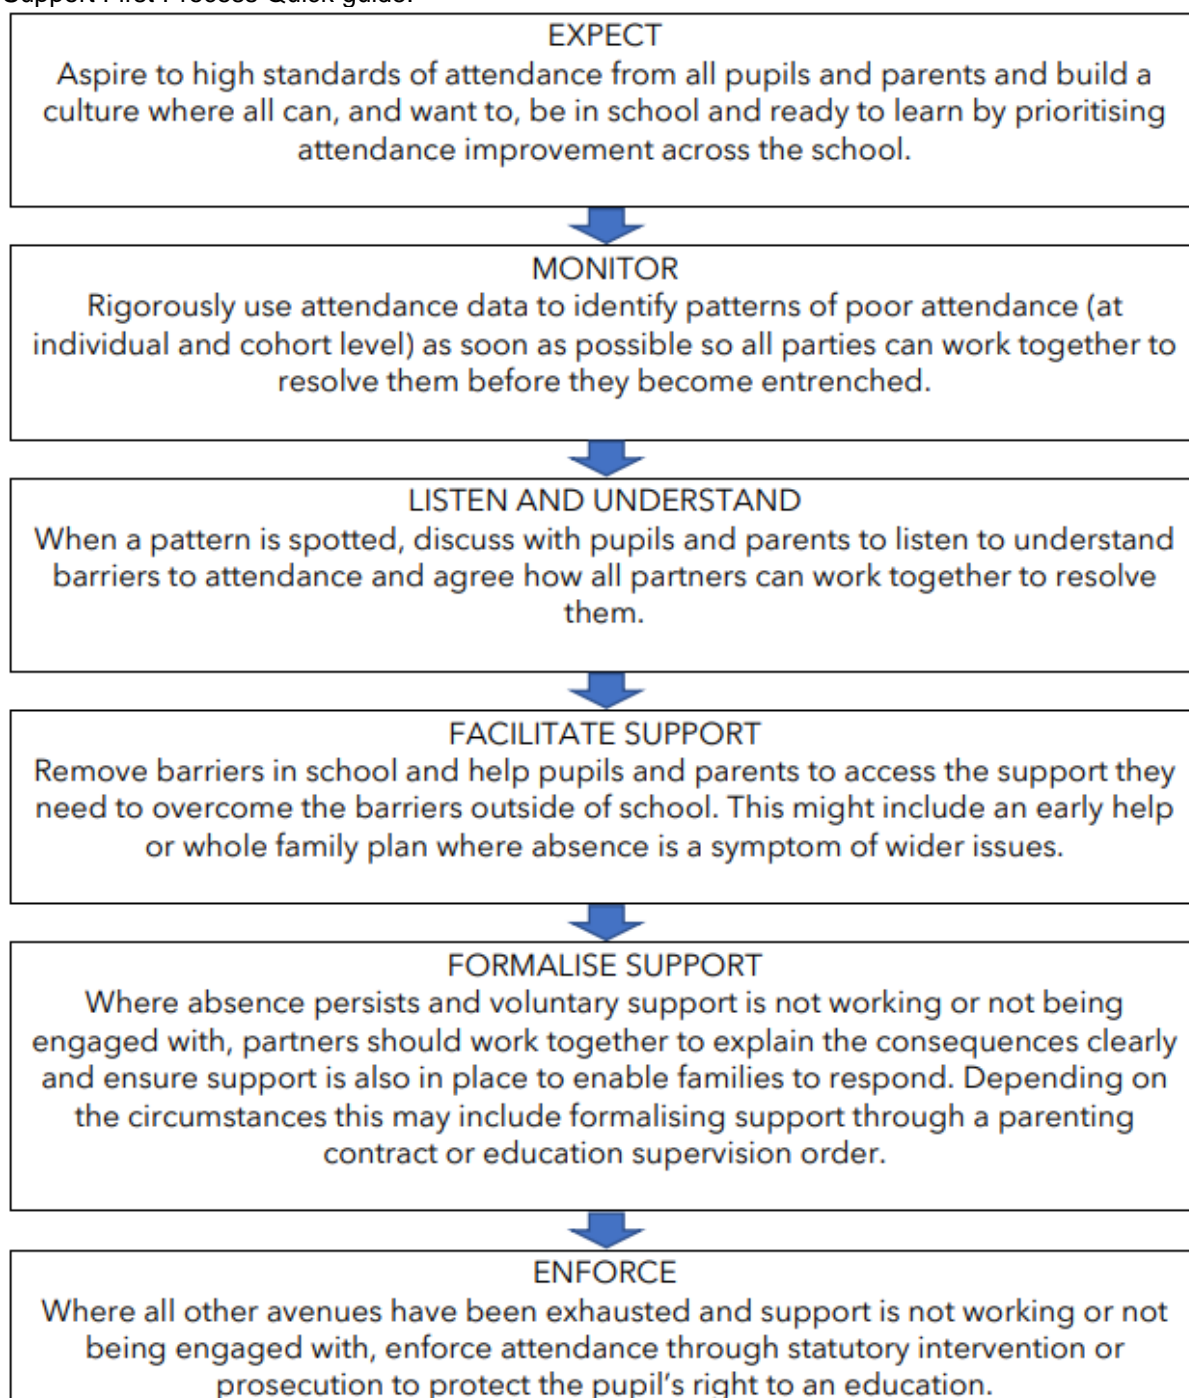 Support First Process Quick guide:
EXPECT
Aspire to high standards of attendance from all pupils and parents and build a
culture where all can, and want to, be in school and ready to learn by prioritising
attendance improvement across the school.
MONITOR
Rigorously use attendance data to identify patterns of poor attendance (at
individual and cohort level) as soon as possible so all parties can work together to
resolve them before they become entrenched.
LISTEN AND UNDERSTAND
When a pattern is spotted, discuss with pupils and parents to listen to understand
barriers to attendance and agree how all partners can work together to resolve
them.
FACILITATE SUPPORT
Remove barriers in school and help pupils and parents to access the support they
need to overcome the barriers outside of school. This might include an early help
or whole family plan where absence is a symptom of wider issues.
FORMALISE SUPPORT
Where absence persists and voluntary support is not working or not being
engaged with, partners should work together to explain the consequences clearly
and ensure support is also in place to enable families to respond. Depending on
the circumstances this may include formalising support through a parenting
contract or education supervision order.
ENFORCE
Where all other avenues have been exhausted and support is not working or not
being engaged with, enforce attendance through statutory intervention or
prosecution to protect the pupil's right to an education.